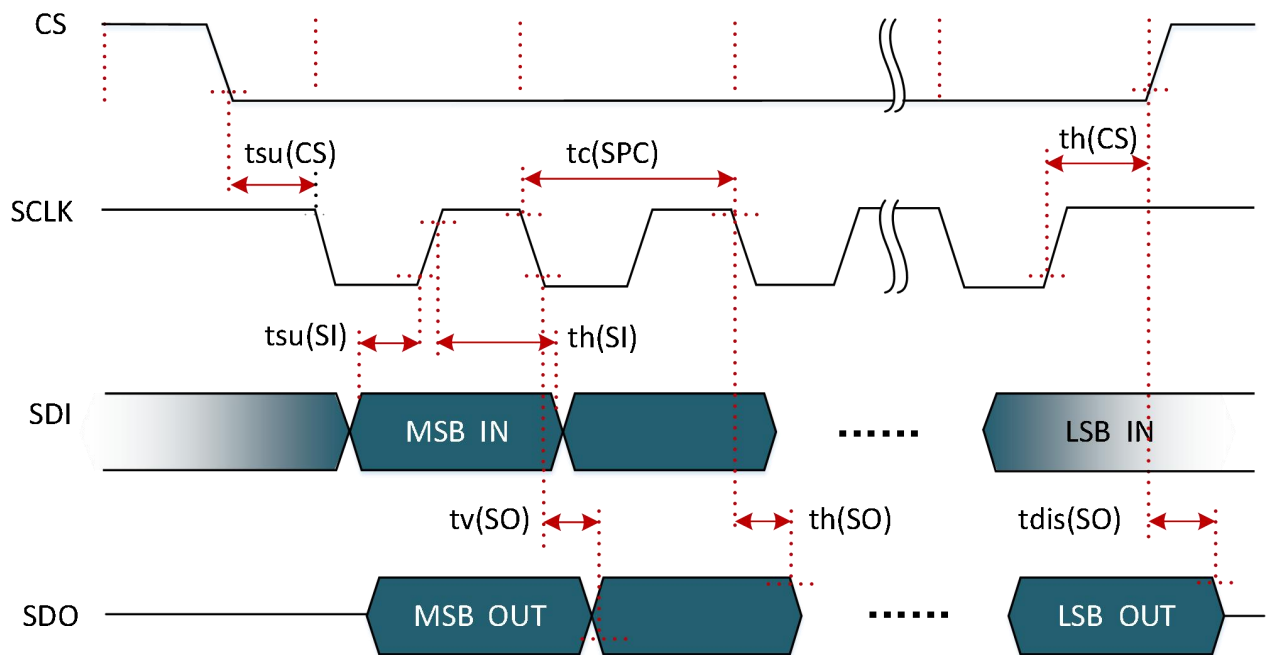 CS
tsu(CS)
tc(SPC)
th(CS)
SCLK
tsu(SI)
th(SI)
SDI
MSB IN
LSB IN
tv(SO)
th(SO)
tdis(SO)
SDO
MSB OUT
LSB OUT